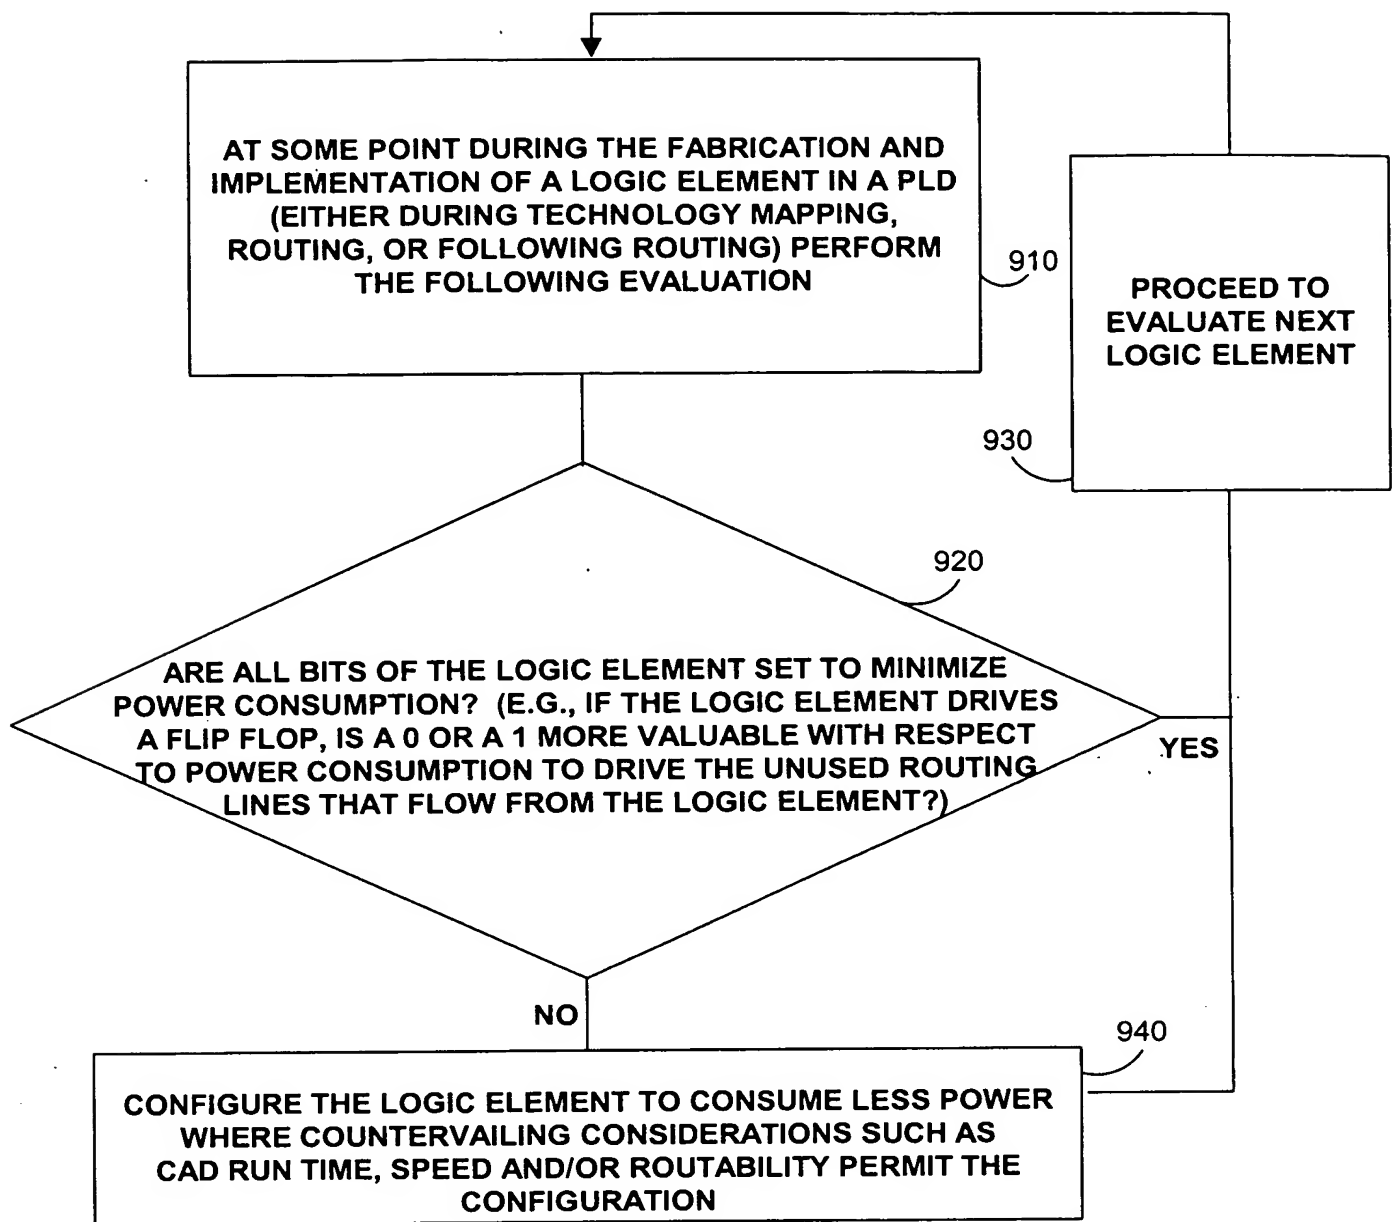 AT SOME POINT DURING THE FABRICATION AND
IMPLEMENTATION OF A LOGIC ELEMENT IN A PLD
(EITHER DURING TECHNOLOGY MAPPING,
ROUTING, OR FOLLOWING ROUTING) PERFORM
THE FOLLOWING EVALUATION
910
PROCEED TO
EVALUATE NEXT
LOGIC ELEMENT
930
920
ARE ALL BITS OF THE LOGIC ELEMENT SET TO MINIMIZE
POWER CONSUMPTION? (E.G., IF THE LOGIC ELEMENT DRIVES
A FLIP FLOP, IS A 0 OR A 1 MORE VALUABLE WITH RESPECT
TO POWER CONSUMPTION TO DRIVE THE UNUSED ROUTING
LINES THAT FLOW FROM THE LOGIC ELEMENT?)
YES
NO
940
CONFIGURE THE LOGIC ELEMENT TO CONSUME LESS POWER
WHERE COUNTERVAILING CONSIDERATIONS SUCH AS
CAD RUN TIME, SPEED AND/OR ROUTABILITY PERMIT THE
CONFIGURATION